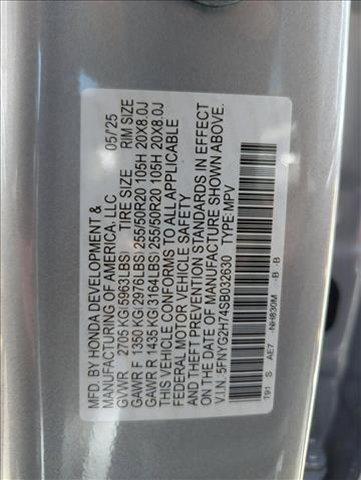 MFD. BY HONDA DEVELOPMENT &
MANUFACTURING OF AMERICA, LLC 05/'25
GVWR 2705 KG(5963LBS) TIRE SIZE RIM SIZE
GAWR F 1350 KG(2976LBS)255/50R20 105H 20X8.0J
GAWR R 1435 KG(3164LBS)255/50R20 105H 20X8.0J
THIS VEHICLE CONFORMS TO ALL APPLICABLE
FEDERAL MOTOR VEHICLE SAFETY
AND THEFT PREVENTION STANDARDS IN EFFECT
ON THE DATE OF MANUFACTURE SHOWN ABOVE.
V.I.N. 5FNYG2H74SB032630 TYPE:MPV
T91 S AE7 -NH830M -B -B